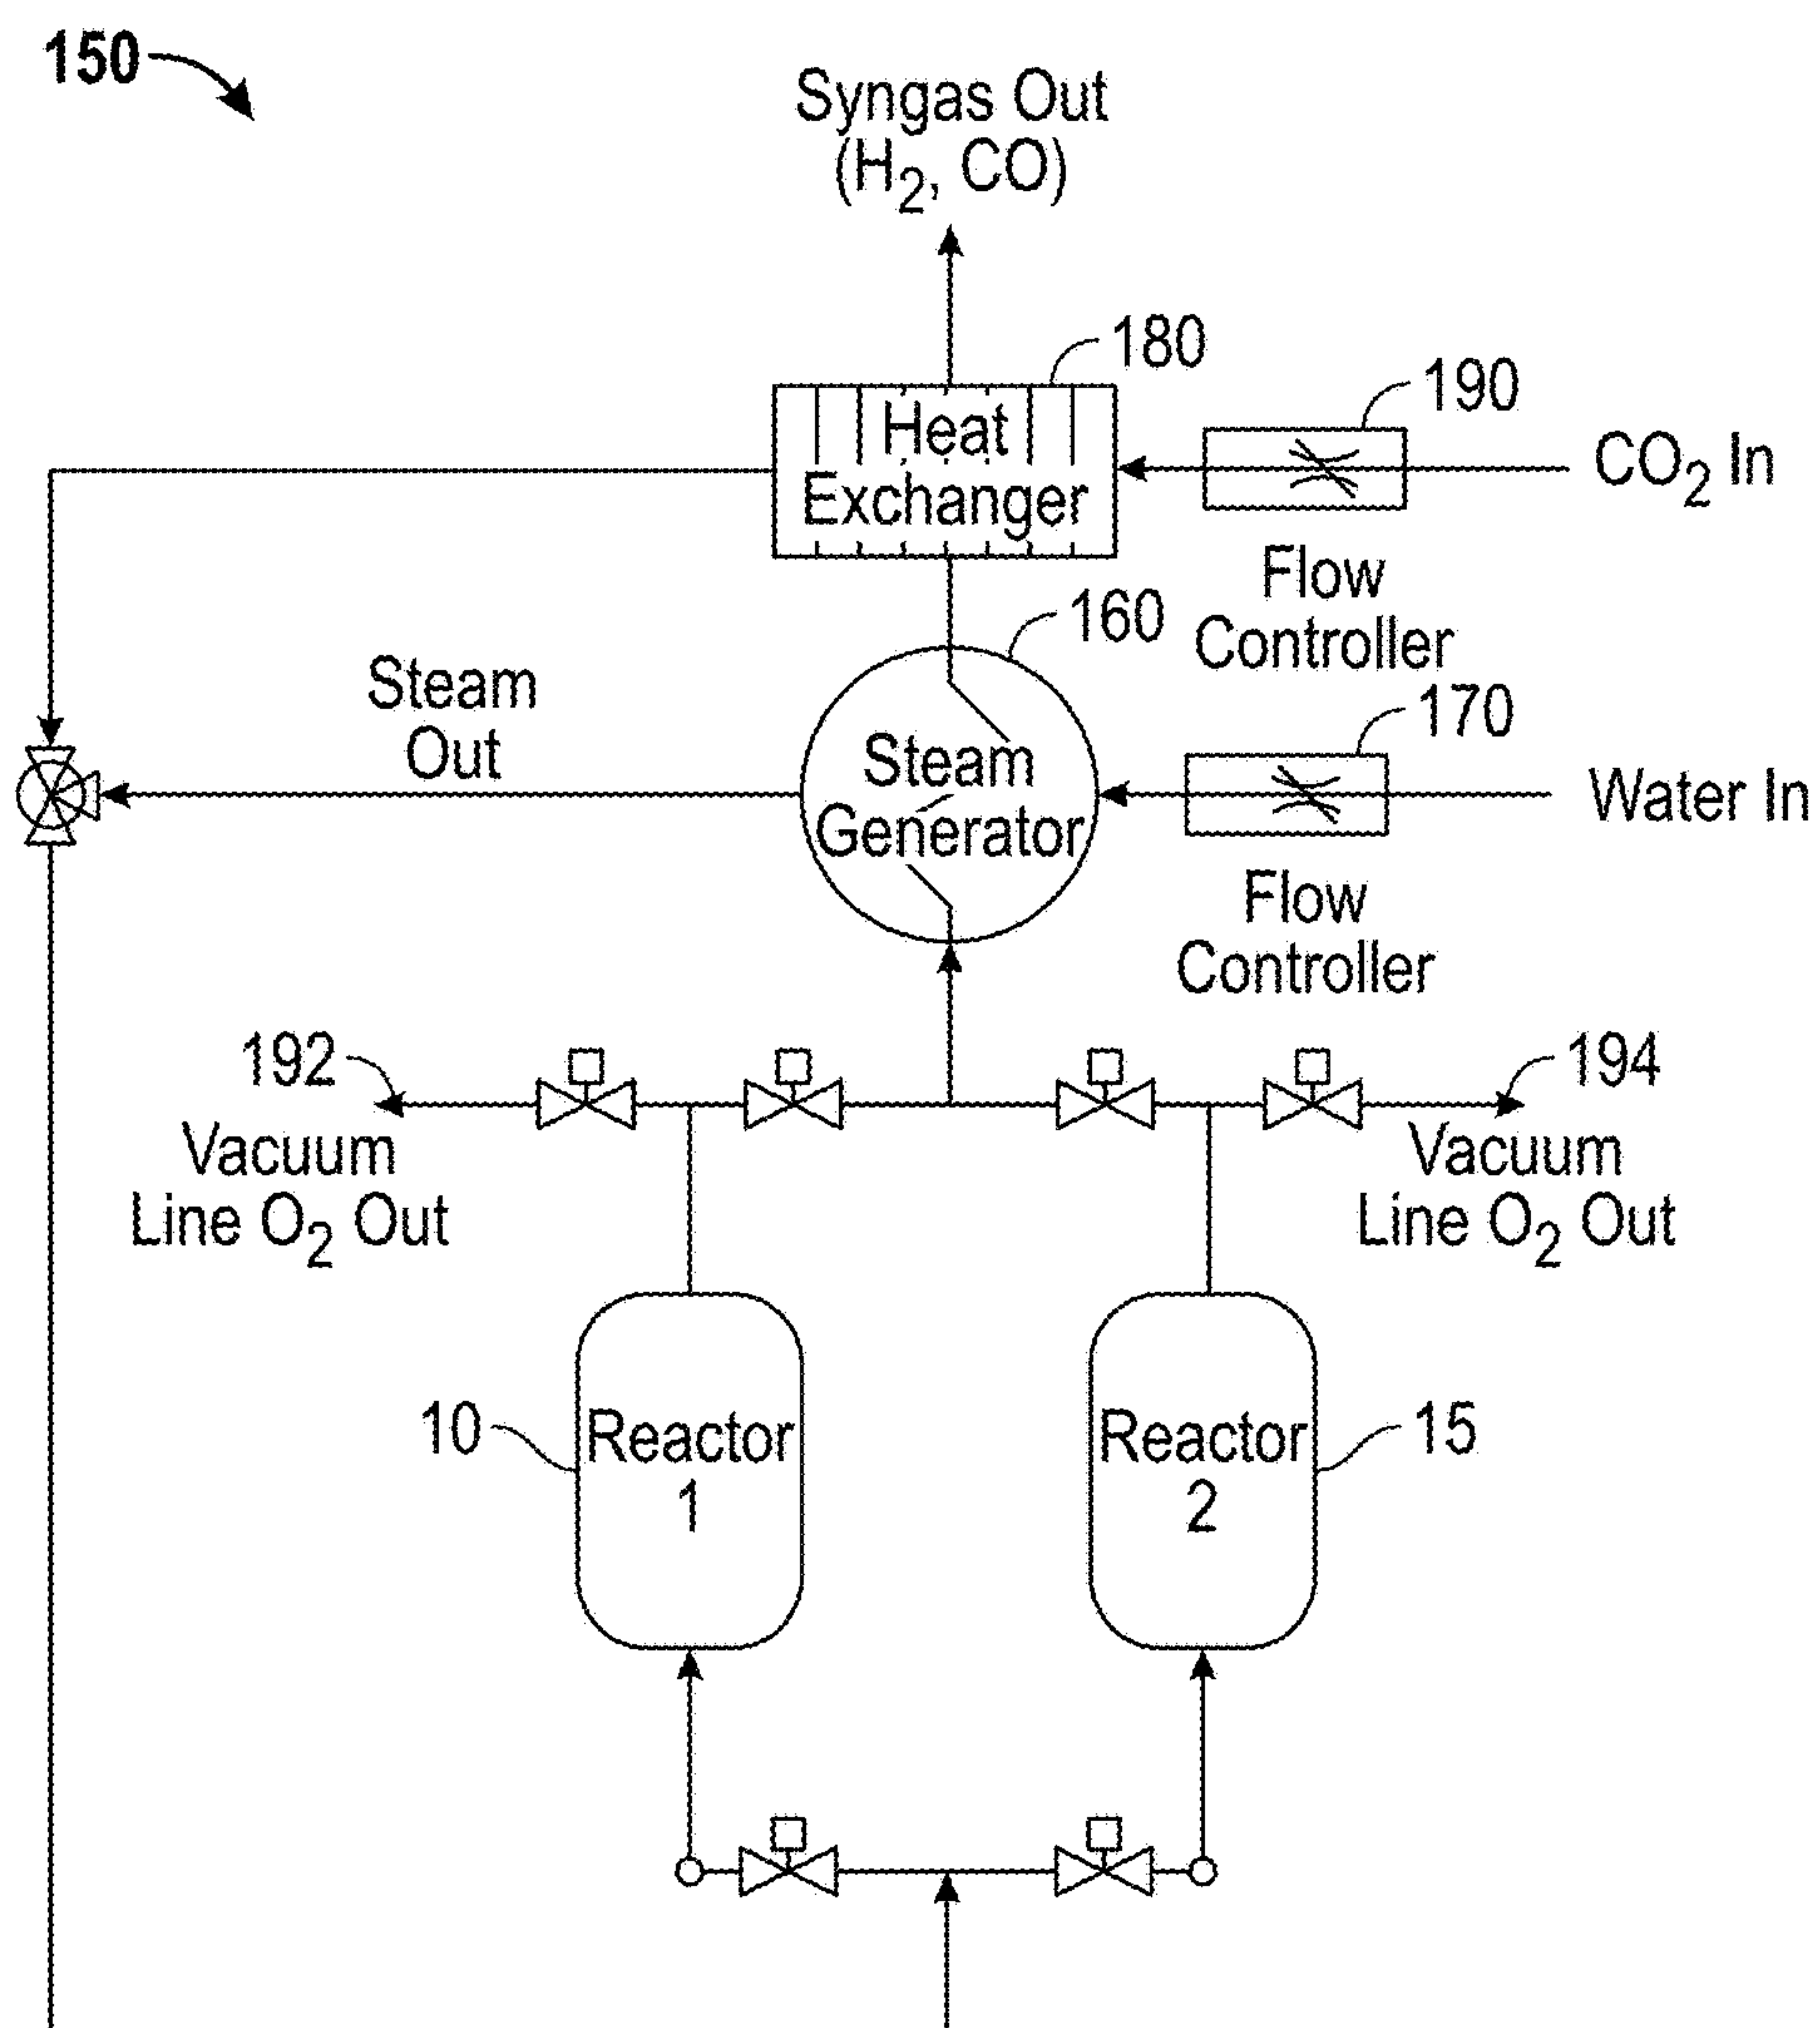 150
Syngas Out
(H₂, CO)
180
190
Heat
Exchanger
CO₂ In
Flow
Controller
160
Steam
Out
170
Steam
Generator
Water In
Flow
Controller
192
194
Vacuum
Line O₂ Out
Vacuum
Line O₂ Out
10
Reactor
1
Reactor
2
15